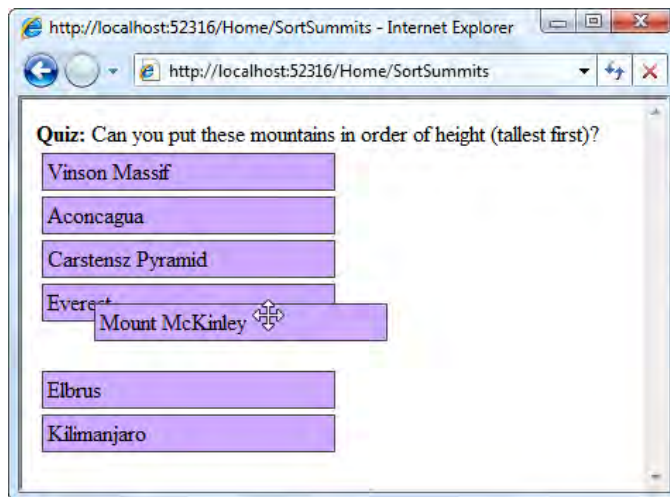 http://localhost:52316/Home/SortSummits - Internet Explorer
http://localhost:52316/Home/SortSummits
Quiz: Can you put these mountains in order of height (tallest first)?
Vinson Massif
Aconcagua
Carstensz Pyramid
Everest
Mount McKinley
Elbrus
Kilimanjaro